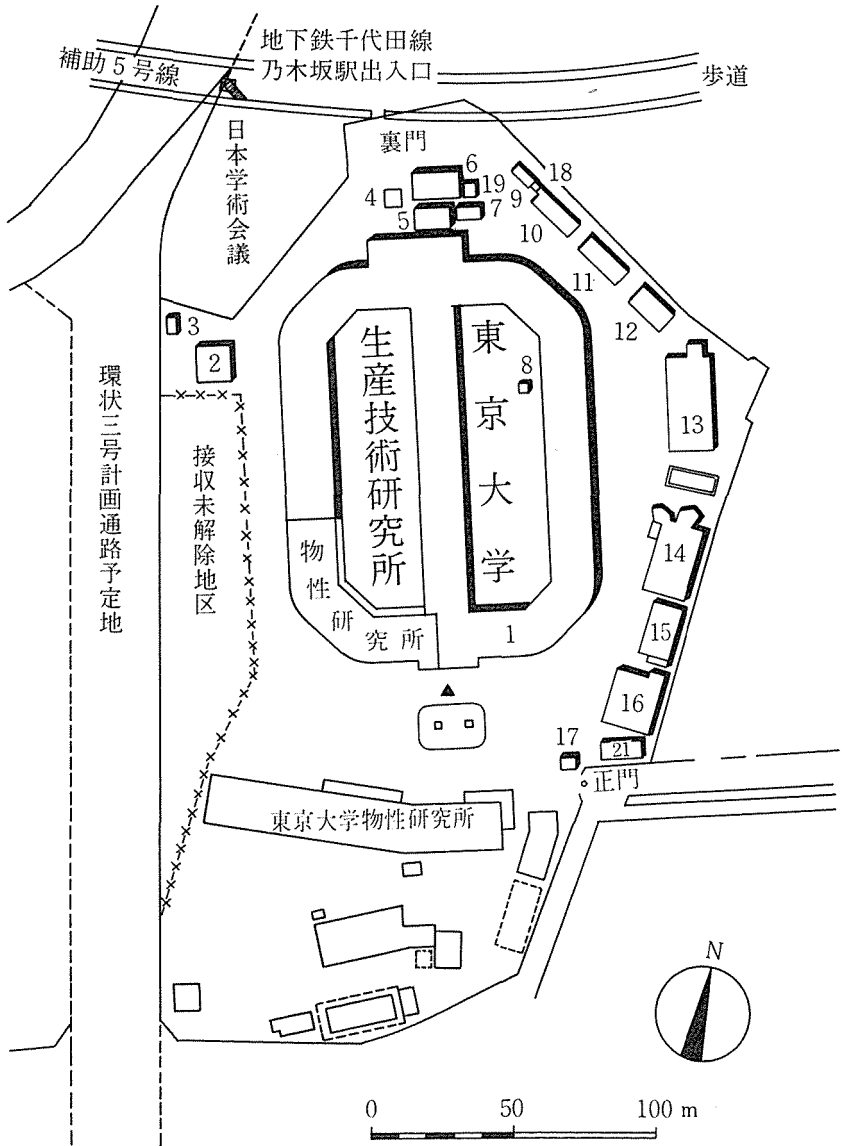 地下鉄千代田線
乃木坂駅出入口
補助5号線
歩道
日本学術会議
裏門
6
18
4
19
9
5
7
10
11
3
12
2
8
13
環状三号計画通路予定地
接収未解除地区
生産技術研究所
東京大学
物性研究所
14
1
15
16
17
21
正門
東京大学物性研究所
N
0 50 100 m